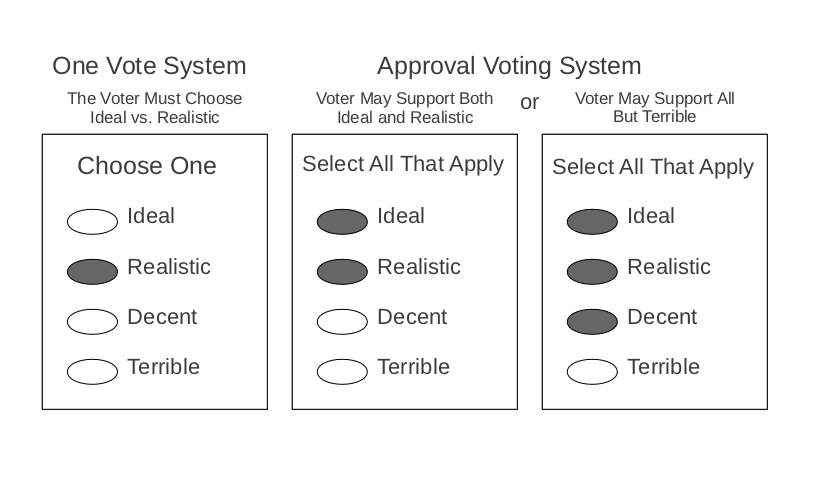 One Vote System
The Voter Must Choose
Ideal vs. Realistic
Choose One
Ideal
Realistic
Decent
Terrible
Approval Voting System
Voter May Support Both
Ideal and Realistic
or
Voter May Support All
But Terrible
Select All That Apply
Ideal
Realistic
Decent
Terrible
Select All That Apply
Ideal
Realistic
Decent
Terrible